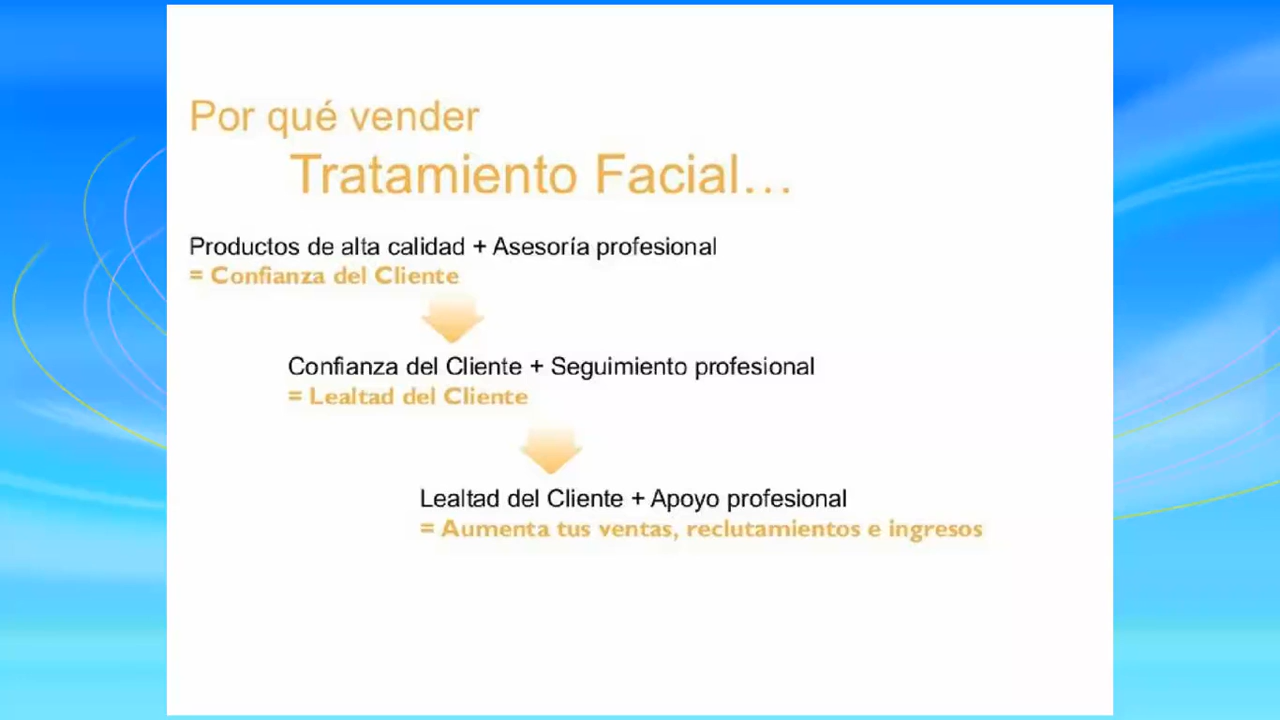 Por qué vender
Tratamiento Facial...
Productos de alta calidad + Asesoría profesional
= Confianza del Cliente
Confianza del Cliente + Seguimiento profesional
= Lealtad del Cliente
Lealtad del Cliente + Apoyo profesional
= Aumenta tus ventas, reclutamientos e ingresos